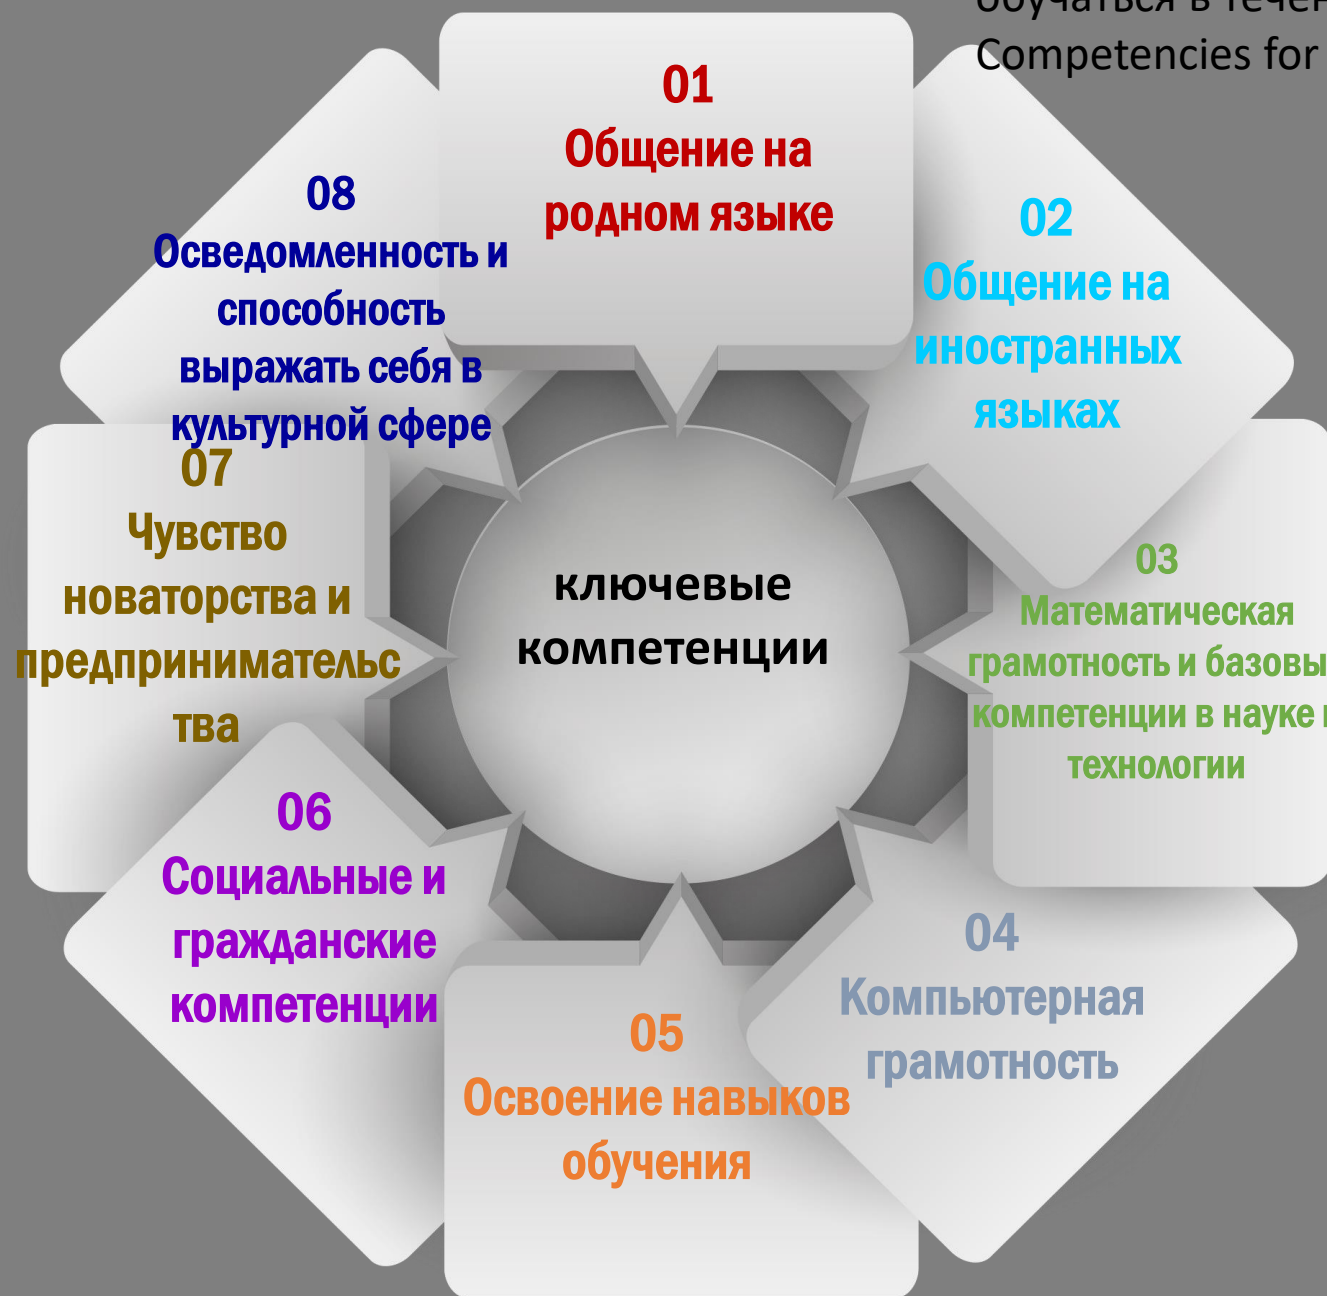 обучаться в
Competencies for
01
Общение на
родном языке
02
Общение на
иностранных
языках
03
Математическая
грамотность и
компетенции в науке
технологии
04
Компьютерная
грамотность
05
Освоение навыков
обучения
06
Социальные и
гражданские
компетенции
07
Чувство
новаторства и
предпринимательс
тва
08
Осведомленность и
способность
выражать себя в
культурной сфере
ключевые
компетенции